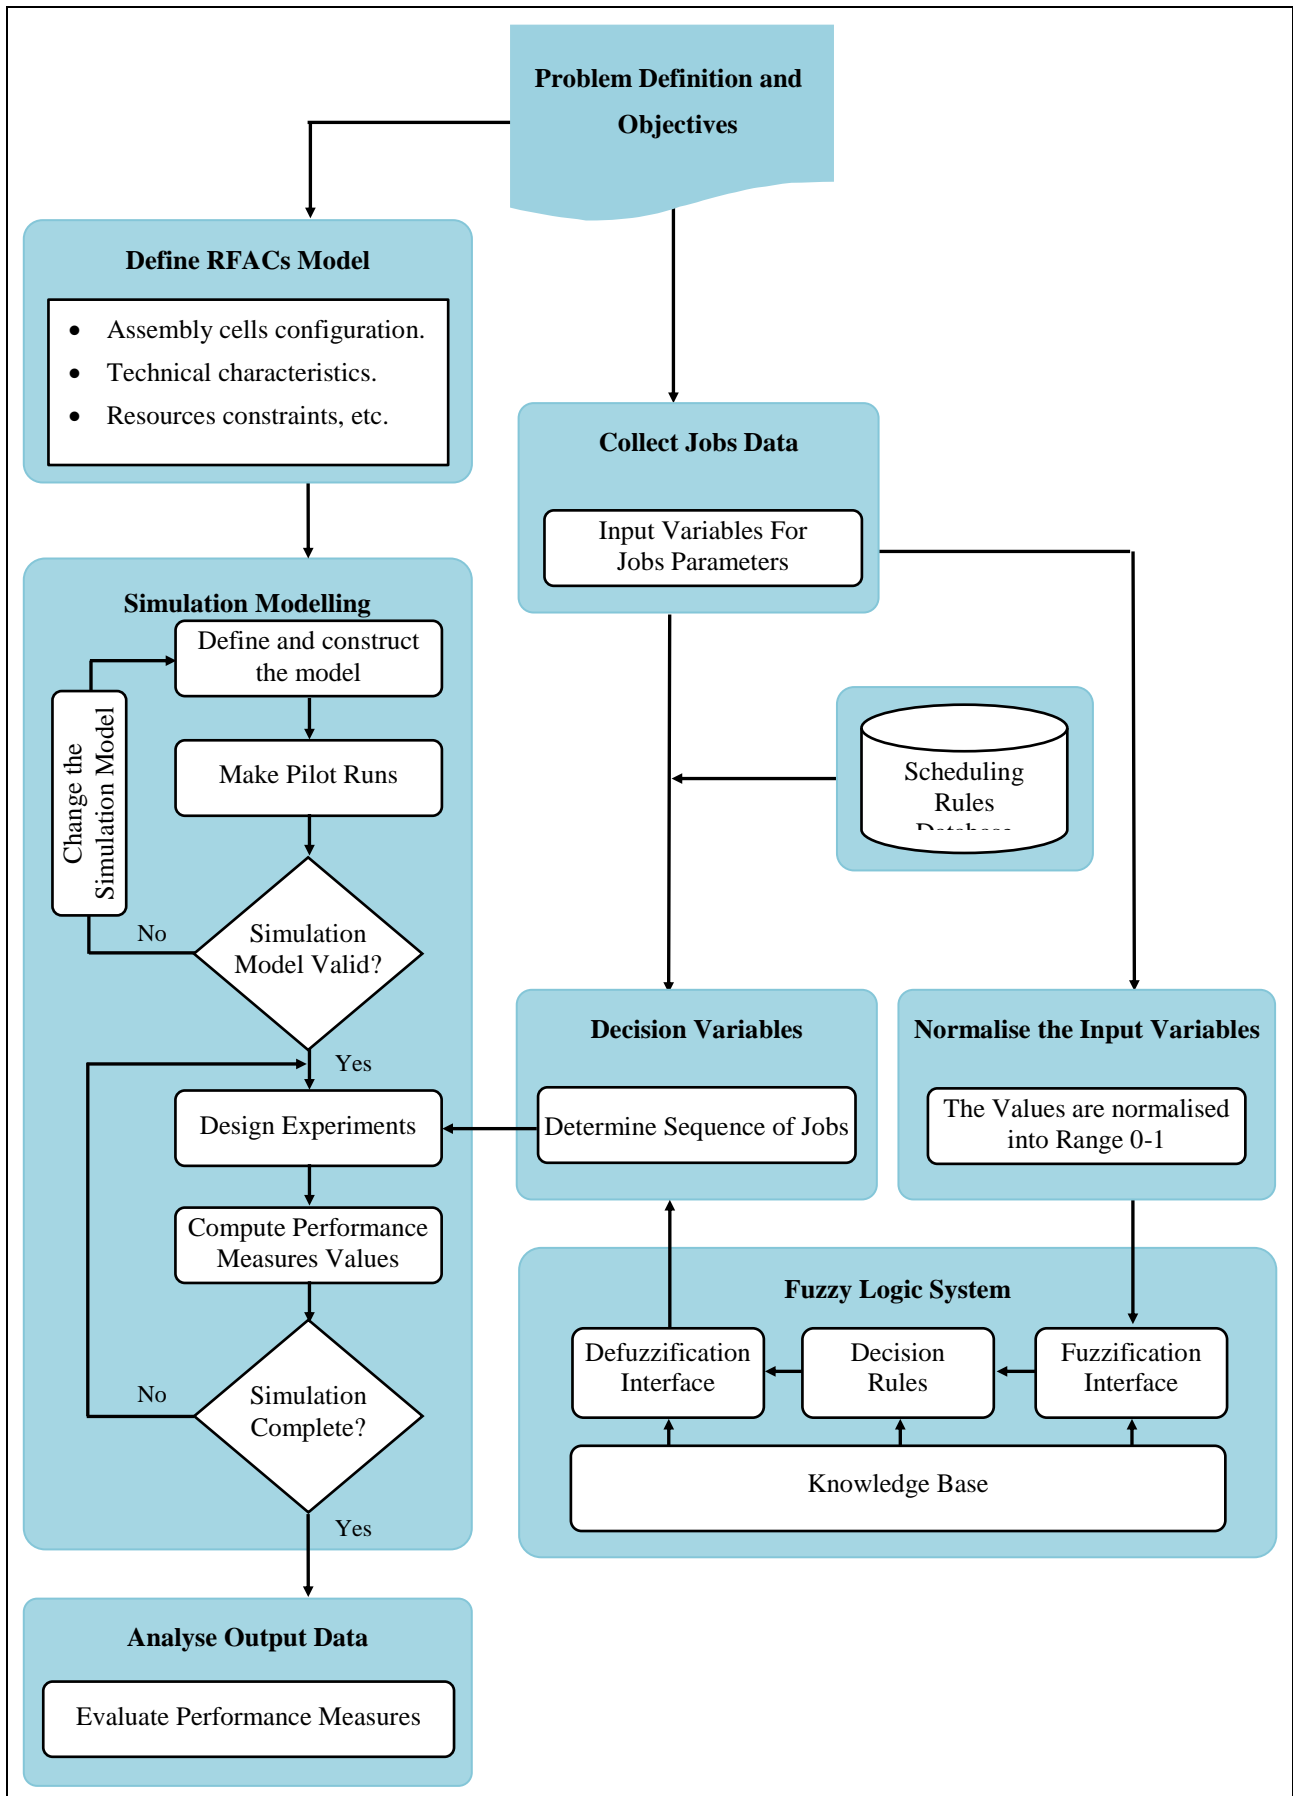 Problem Definition and
Objectives
Define RFACs Model
• Assembly cells configuration.
• Technical characteristics.
• Resources constraints, etc.
Collect Jobs Data
Input Variables For
Jobs Parameters
Simulation Modelling
Define and construct
the model
Change the
Simulation Model
Make Pilot Runs
Scheduling
Rules
Database
No
Simulation
Model Valid?
Yes
Decision Variables
Determine Sequence of Jobs
Normalise the Input Variables
The Values are normalised
into Range 0-1
Design Experiments
Compute Performance
Measures Values
Fuzzy Logic System
Defuzzification
Interface
Decision
Rules
Fuzzification
Interface
Knowledge Base
No
Simulation
Complete?
Yes
Analyse Output Data
Evaluate Performance Measures